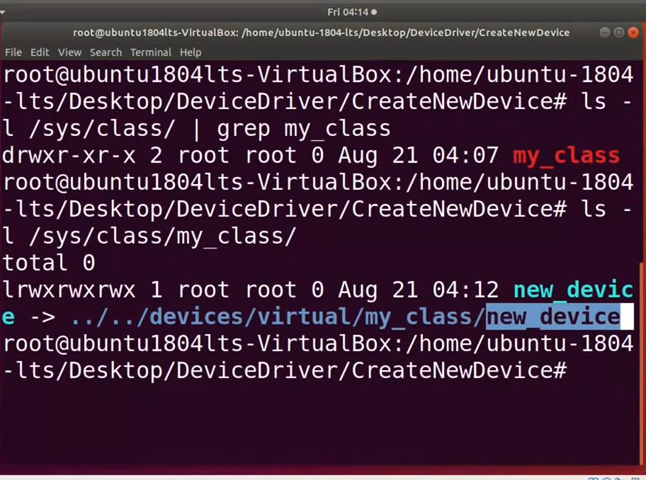 Fri 04:14
root@ubuntu1804lts-VirtualBox: /home/ubuntu-1804-lts/Desktop/DeviceDriver/CreateNewDevice
File Edit View Search Terminal Help
root@ubuntu1804lts-VirtualBox:/home/ubuntu-1804
-lts/Desktop/DeviceDriver/CreateNewDevice# ls -
l /sys/class/ | grep my_class
drwxr-xr-x 2 root root 0 Aug 21 04:07 my_class
root@ubuntu1804lts-VirtualBox:/home/ubuntu-1804
-lts/Desktop/DeviceDriver/CreateNewDevice# ls -
l /sys/class/my_class/
total 0
lrwxrwxrwx 1 root root 0 Aug 21 04:12 new_devic
e -> ../../devices/virtual/my_class/new_device
root@ubuntu1804lts-VirtualBox:/home/ubuntu-1804
-lts/Desktop/DeviceDriver/CreateNewDevice#